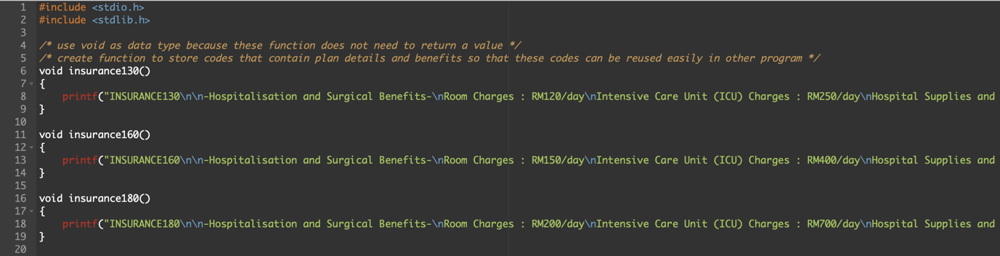 1 #include <stdio.h>
2 #include <stdlib.h>
3
4 /* use void as data type because these function does not need to return a value */
5 /* create function to store codes that contain plan details and benefits so that these codes can be reused easily in other program */
6 void insurance130()
7 {
8 printf("INSURANCE130\n\n-Hospitalisation and Surgical Benefits-\nRoom Charges : RM120/day\nIntensive Care Unit (ICU) Charges : RM250/day\nHospital Supplies and
9 }
10
11 void insurance160()
12 {
13 printf("INSURANCE160\n\n-Hospitalisation and Surgical Benefits-\nRoom Charges : RM150/day\nIntensive Care Unit (ICU) Charges : RM400/day\nHospital Supplies and
14 }
15
16 void insurance180()
17 {
18 printf("INSURANCE180\n\n-Hospitalisation and Surgical Benefits-\nRoom Charges : RM200/day\nIntensive Care Unit (ICU) Charges : RM700/day\nHospital Supplies and
19 }
20